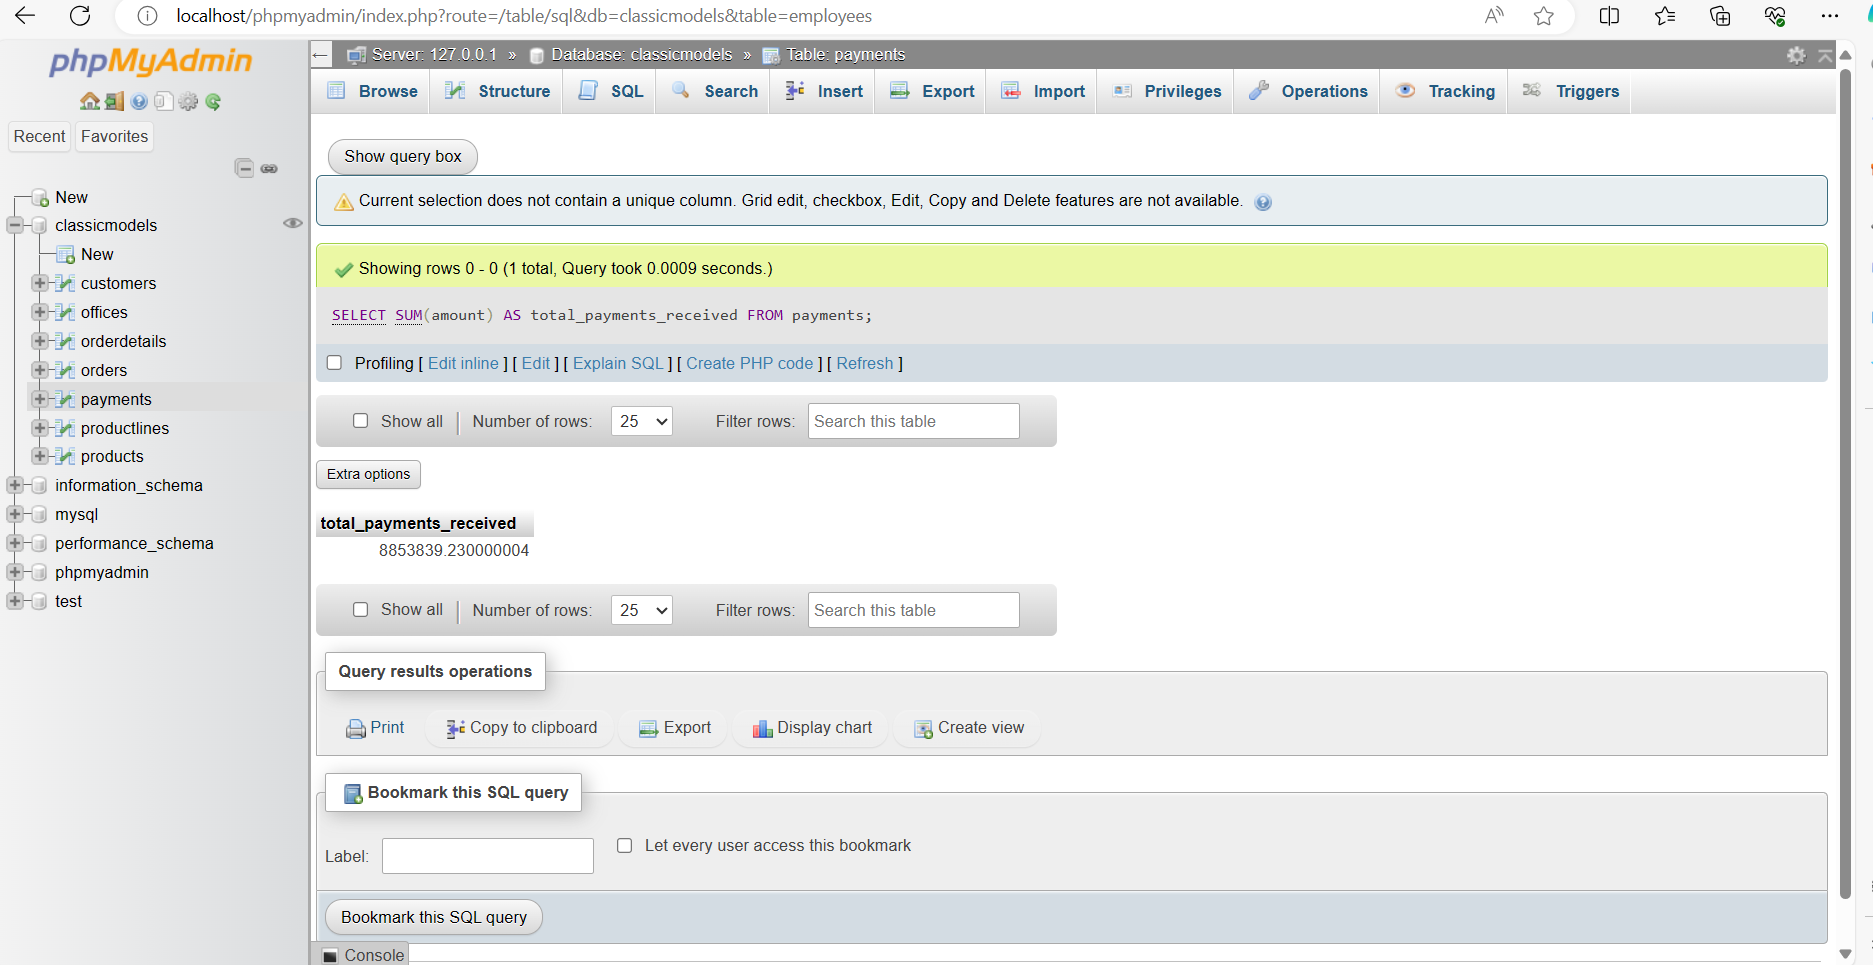 localhost/phpmyadmin/index.php?route=/table/sql&db=classicmodels&table=employees
phpMyAdmin
Recent
Favorites
New
classicmodels
New
customers
offices
orderdetails
orders
payments
productlines
products
information_schema
mysql
performance_schema
phpmyadmin
test
Server: 127.0.0.1 » Database: classicmodels » Table: payments
Browse
Structure
SQL
Search
Insert
Export
Import
Privileges
Operations
Tracking
Triggers
Show query box
Current selection does not contain a unique column. Grid edit, checkbox, Edit, Copy and Delete features are not available.
Showing rows 0 - 0 (1 total, Query took 0.0009 seconds.)
SELECT SUM(amount) AS total_payments_received FROM payments;
Profiling [ Edit inline ] [ Edit ] [ Explain SQL ] [ Create PHP code ] [ Refresh ]
Show all | Number of rows: 25 Filter rows: Search this table
Extra options
total_payments_received
8853839.230000004
Show all | Number of rows: 25 Filter rows: Search this table
Query results operations
Print
Copy to clipboard
Export
Display chart
Create view
Bookmark this SQL query
Label:
Let every user access this bookmark
Bookmark this SQL query
Console